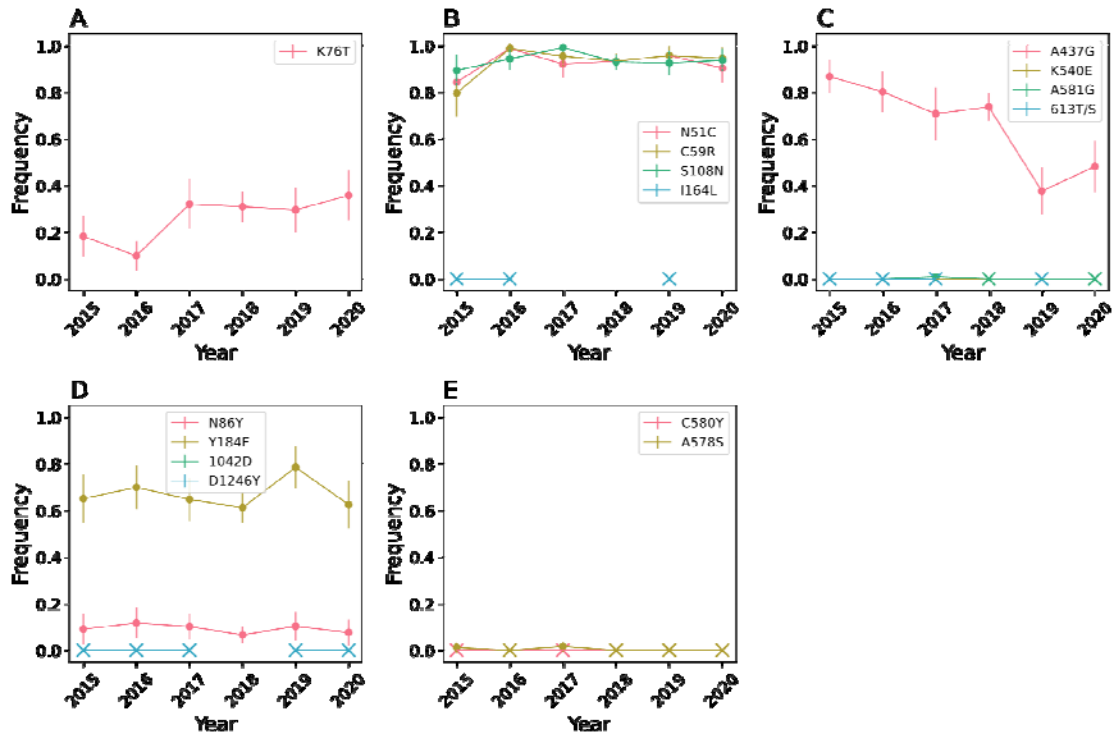 A
K76T
Frequency
1.0
0.8
0.6
0.4
0.2
0.0
2015
2016
2017
2018
2019
2020
Year
B
N51C
C59R
S108N
I164L
Frequency
1.0
0.8
0.6
0.4
0.2
0.0
2015
2016
2017
2018
2019
2020
Year
C
A437G
K540E
A581G
613T/S
Frequency
1.0
0.8
0.6
0.4
0.2
0.0
2015
2016
2017
2018
2019
2020
Year
D
N86Y
Y184F
1042D
D1246Y
Frequency
1.0
0.8
0.6
0.4
0.2
0.0
2015
2016
2017
2018
2019
2020
Year
E
C580Y
A578S
Frequency
1.0
0.8
0.6
0.4
0.2
0.0
2015
2016
2017
2018
2019
2020
Year